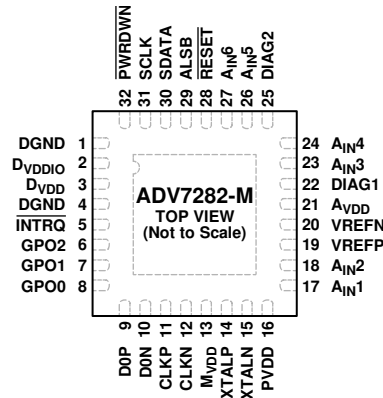 32 P̅W̅R̅D̅W̅N̅
31 SCLK
30 SDATA
29 ALSB
28 R̅E̅S̅E̅T̅
27 AIN6
26 AIN5
25 DIAG2
DGND 1
DVDDIO 2
DVDD 3
DGND 4
I̅N̅T̅R̅Q̅ 5
GPO2 6
GPO1 7
GPO0 8
ADV7282-M
TOP VIEW
(Not to Scale)
24 AIN4
23 AIN3
22 DIAG1
21 AVDD
20 VREFN
19 VREFP
18 AIN2
17 AIN1
D0P 9
D0N 10
CLKP 11
CLKN 12
MVDD 13
XTALP 14
XTALN 15
PVDD 16